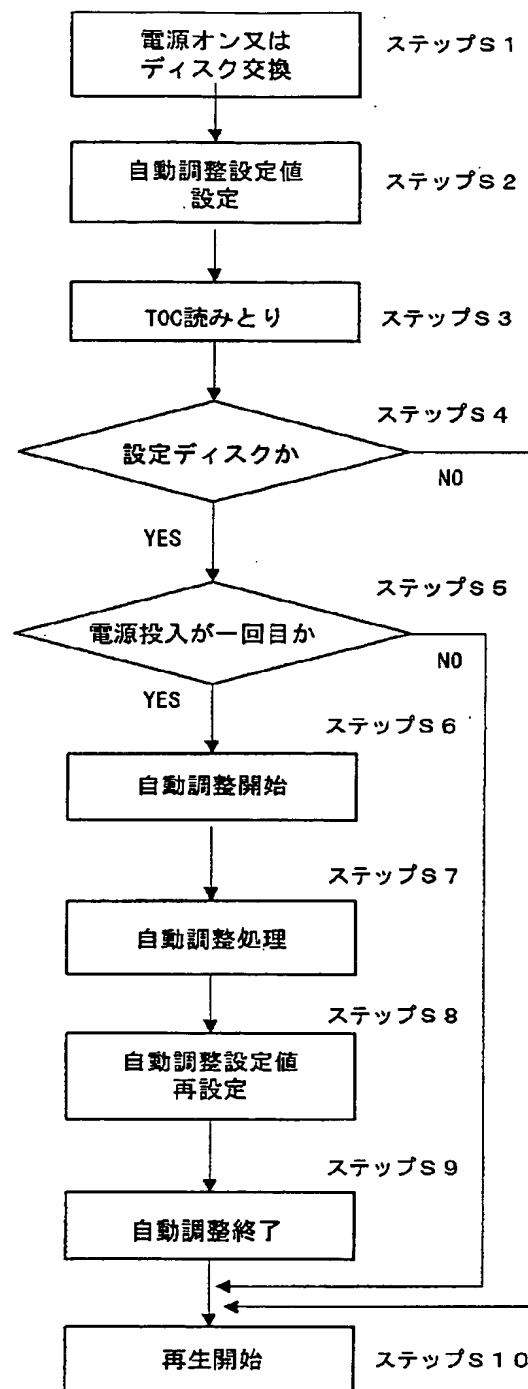 電源オン又は
ディスク交換
ステップS1
自動調整設定値
設定
ステップS2
TOC読みとり
ステップS3
ステップS4
設定ディスクか
NO
YES
ステップS5
電源投入が一回目か
NO
YES
ステップS6
自動調整開始
ステップS7
自動調整処理
ステップS8
自動調整設定値
再設定
ステップS9
自動調整終了
再生開始
ステップS10